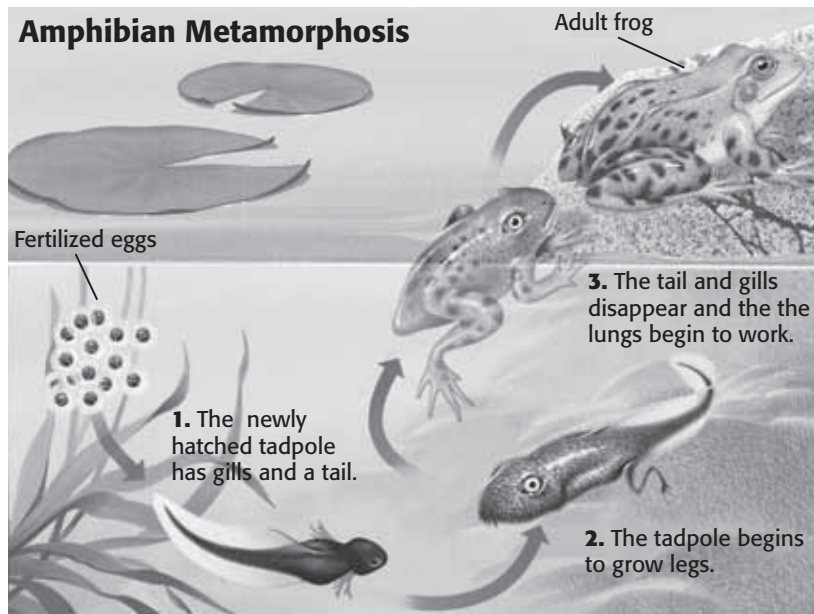 Amphibian Metamorphosis
Adult frog
Fertilized eggs
1. The newly
hatched tadpole
has gills and a tail.
2. The tadpole begins
to grow legs.
3. The tail and gills
disappear and the the
lungs begin to work.